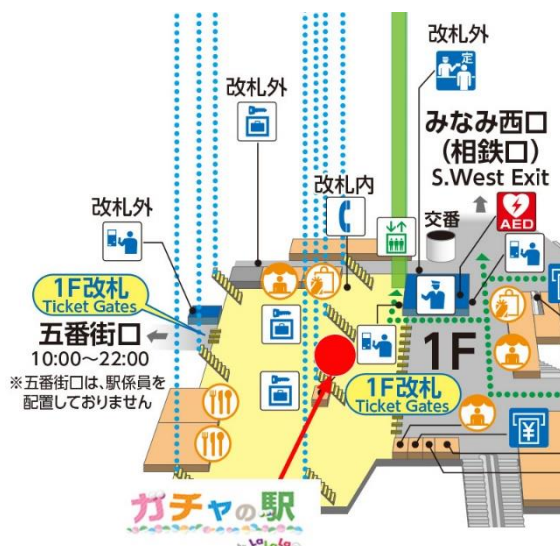 改札外
定
改札外
みなみ西口
(相鉄口)
S.West Exit
改札内
AED
改札外
交番
1F改札
Ticket Gates
五番街口
10:00〜22:00
※五番街口は、駅係員を
配置しておりません
1F
1F改札
Ticket Gates
¥
ガチャの駅
LaLaLa